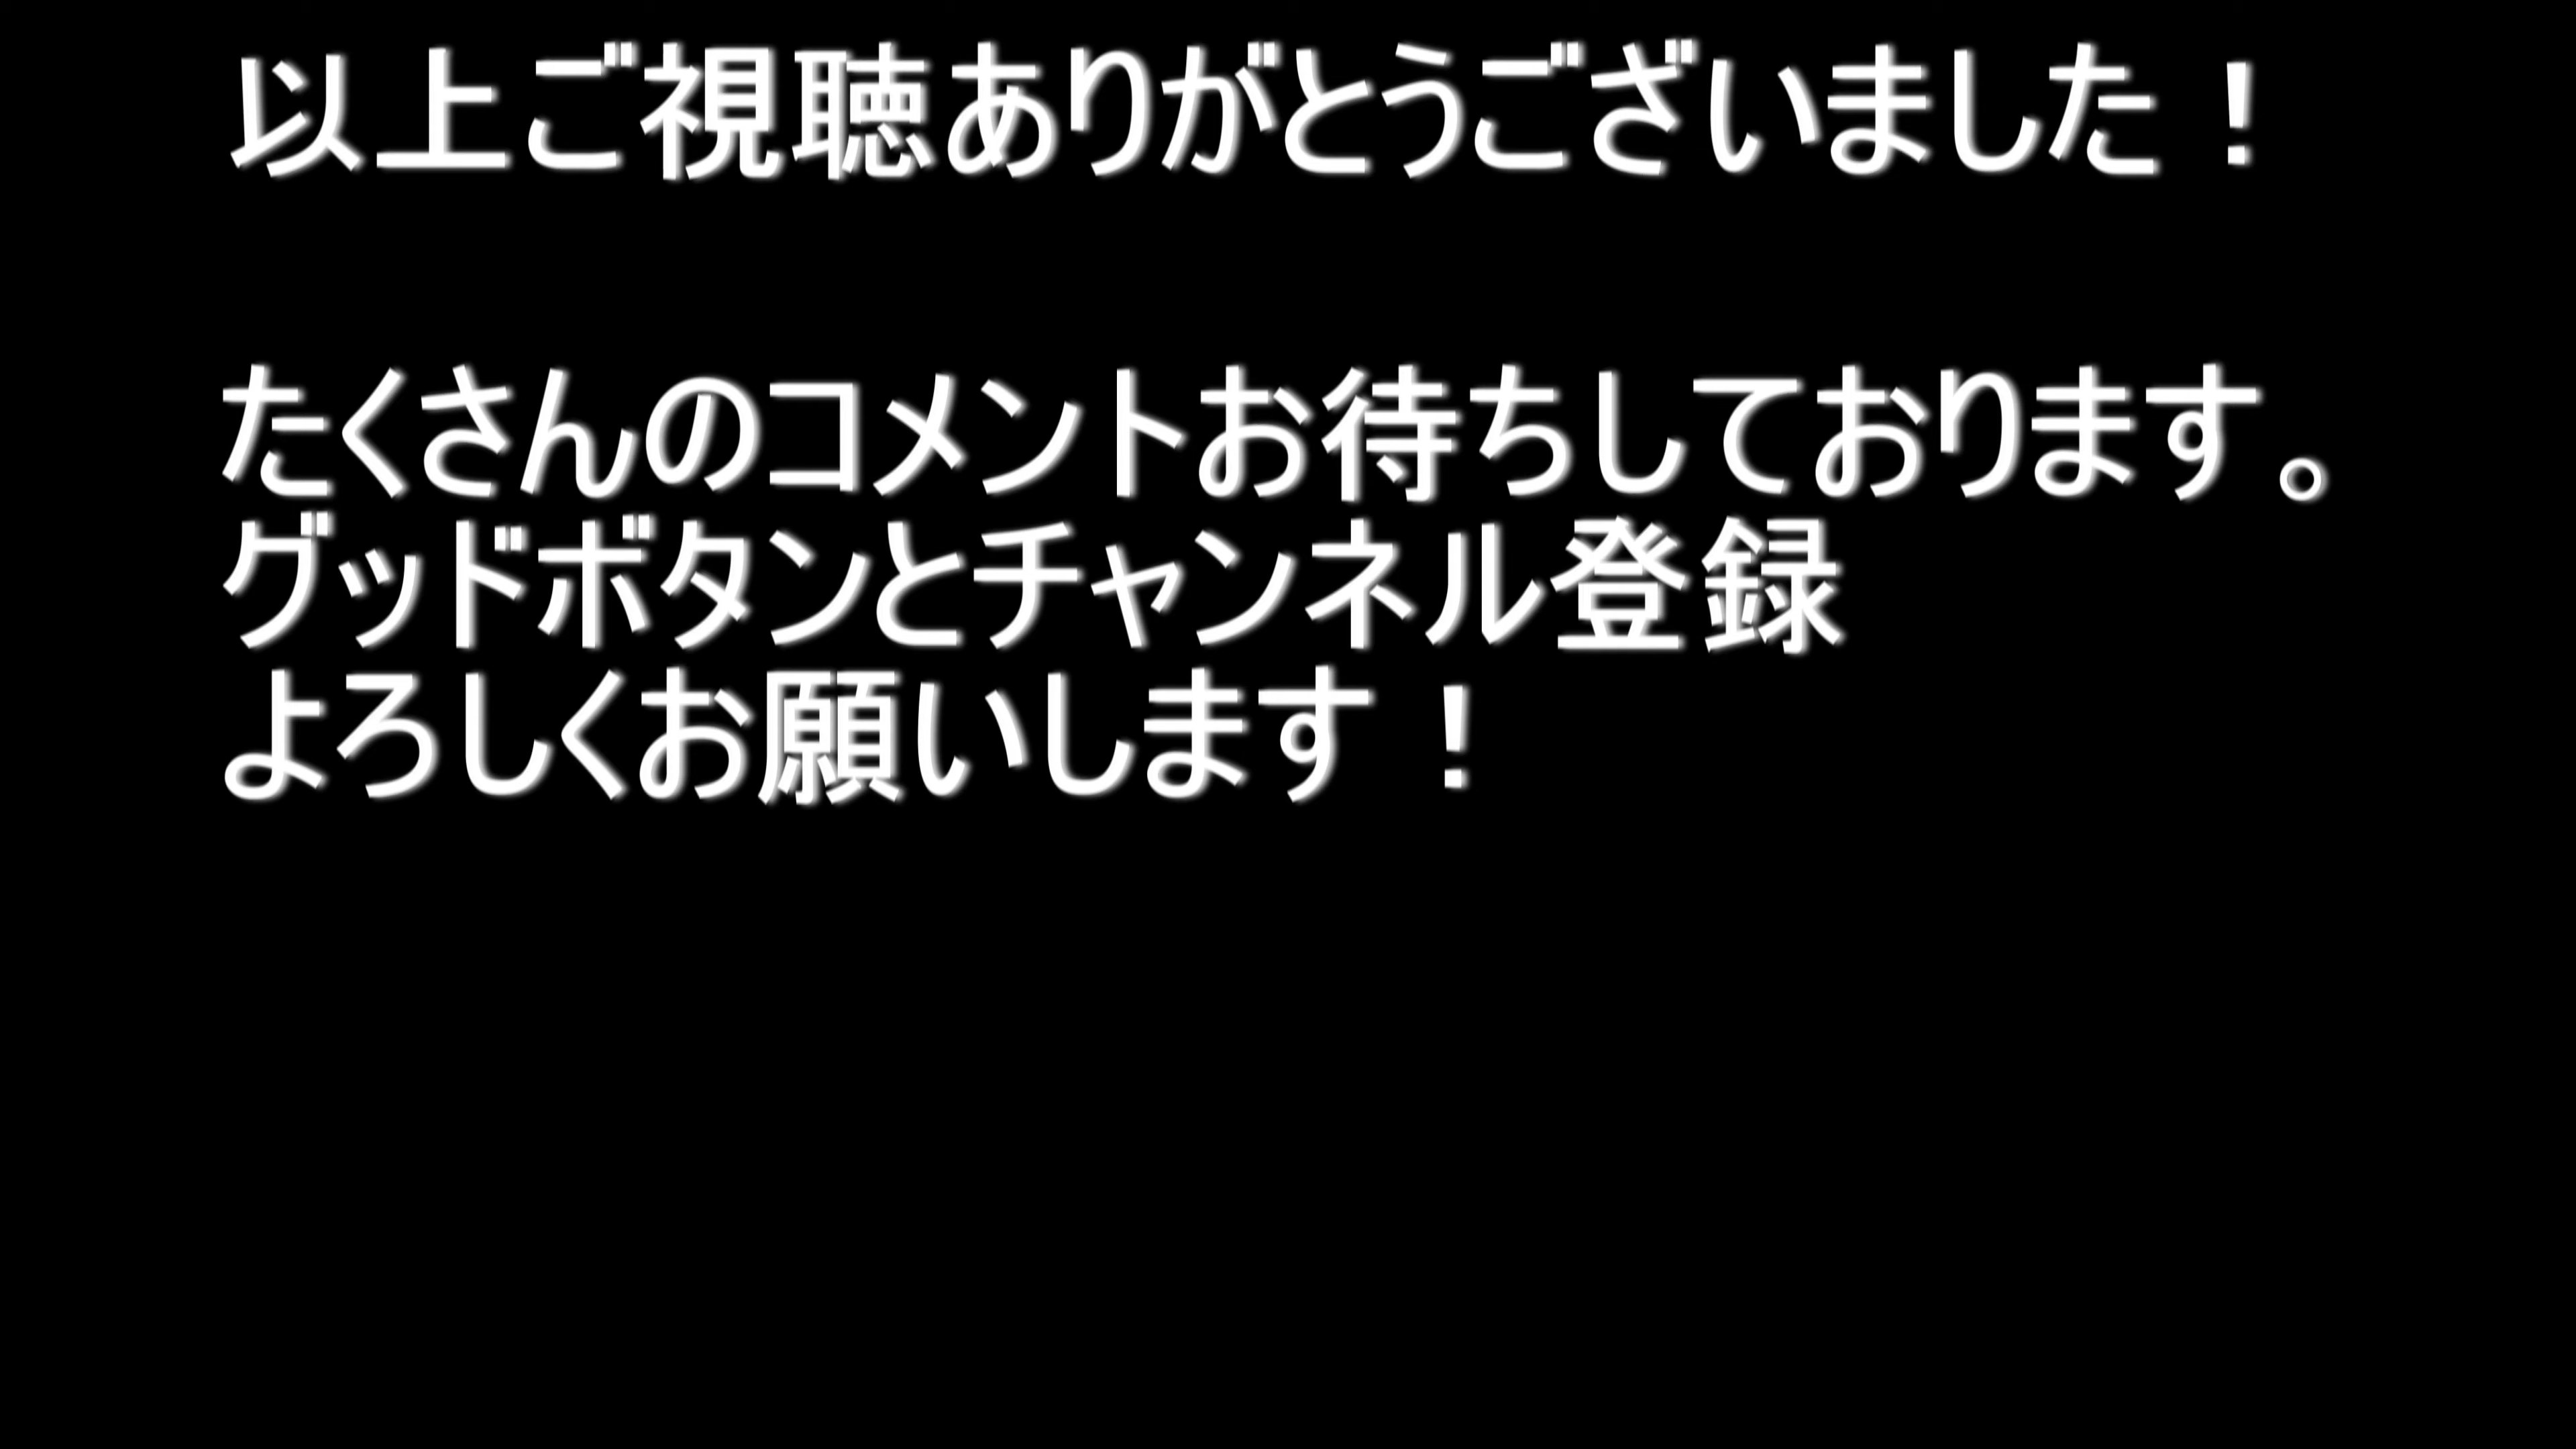 以上ご視聴ありがとうございました！
たくさんのコメントお待ちしております。
グッドボタンとチャンネル登録
よろしくお願いします！